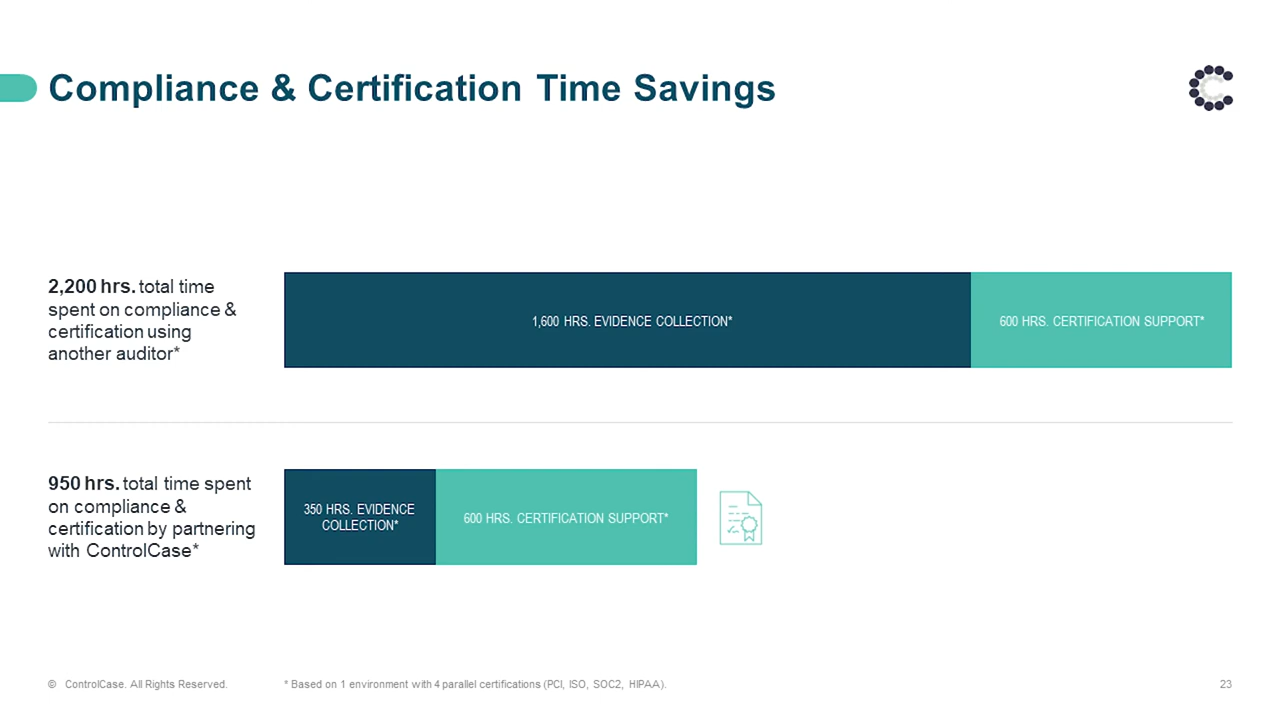 Compliance & Certification Time Savings
2,200 hrs. total time
spent on compliance &
certification using
another auditor*
1,600 HRS. EVIDENCE COLLECTION*
600 HRS. CERTIFICATION SUPPORT*
950 hrs. total time spent
on compliance &
certification by partnering
with ControlCase*
350 HRS. EVIDENCE
COLLECTION*
600 HRS. CERTIFICATION SUPPORT*
© ControlCase. All Rights Reserved.
* Based on 1 environment with 4 parallel certifications (PCI, ISO, SOC2, HIPAA).
23